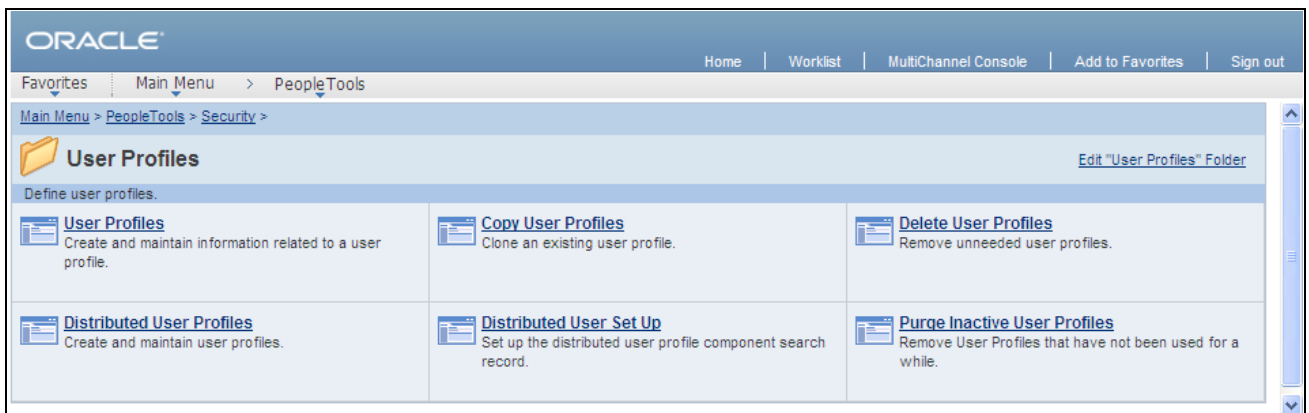 ORACLE
Home | Worklist | MultiChannel Console | Add to Favorites | Sign out
Favorites Main Menu > PeopleTools
Main Menu > PeopleTools > Security >
User Profiles
Edit "User Profiles" Folder
Define user profiles.
User Profiles
Create and maintain information related to a user
profile.
Copy User Profiles
Clone an existing user profile.
Delete User Profiles
Remove unneeded user profiles.
Distributed User Profiles
Create and maintain user profiles.
Distributed User Set Up
Set up the distributed user profile component search
record.
Purge Inactive User Profiles
Remove User Profiles that have not been used for a
while.